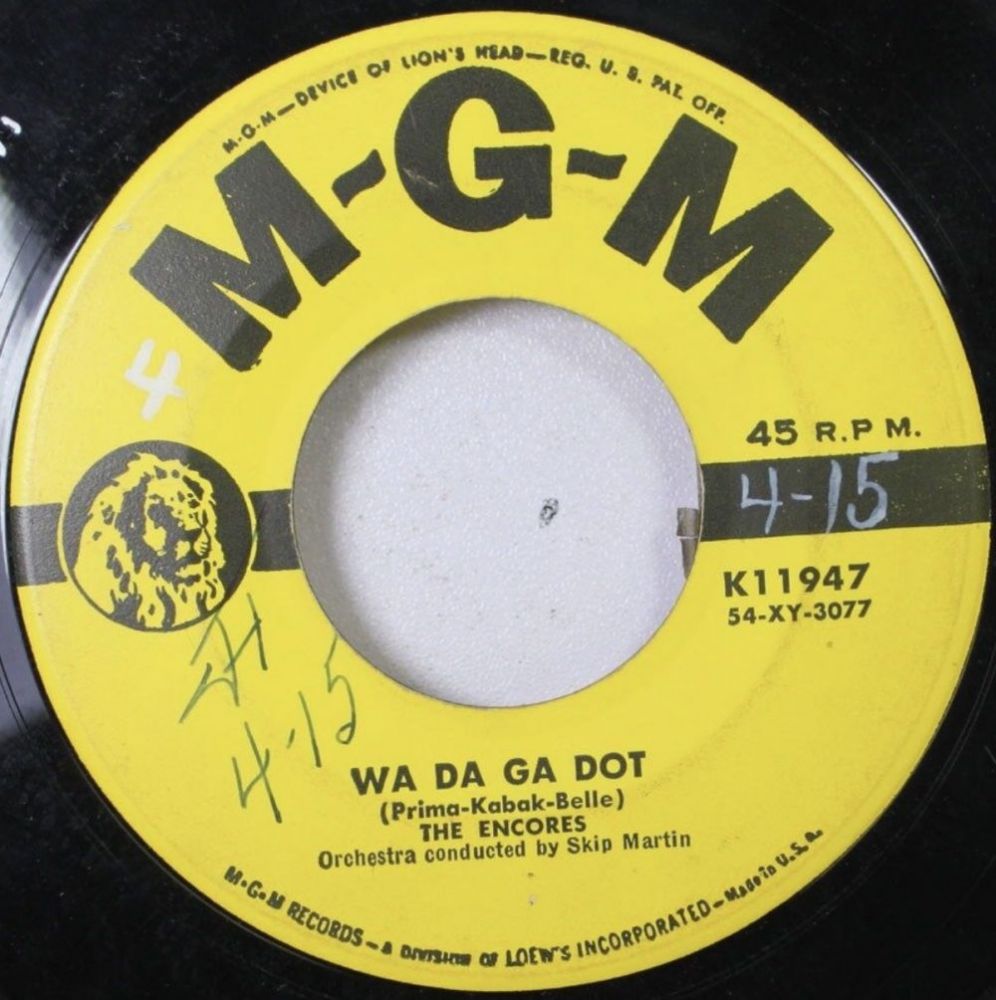 M-G-M—DEVICE OF LION'S HEAD—REG. U. S. PAT. OFF.
M-G-M
4
45 R.P M.
4-15
K11947
54-XY-3077
4-15
WA DA GA DOT
(Prima-Kabak-Belle)
THE ENCORES
Orchestra conducted by Skip Martin
M-G-M RECORDS—A DIVISION OF LOEW'S INCORPORATED—Made in U.S.A.